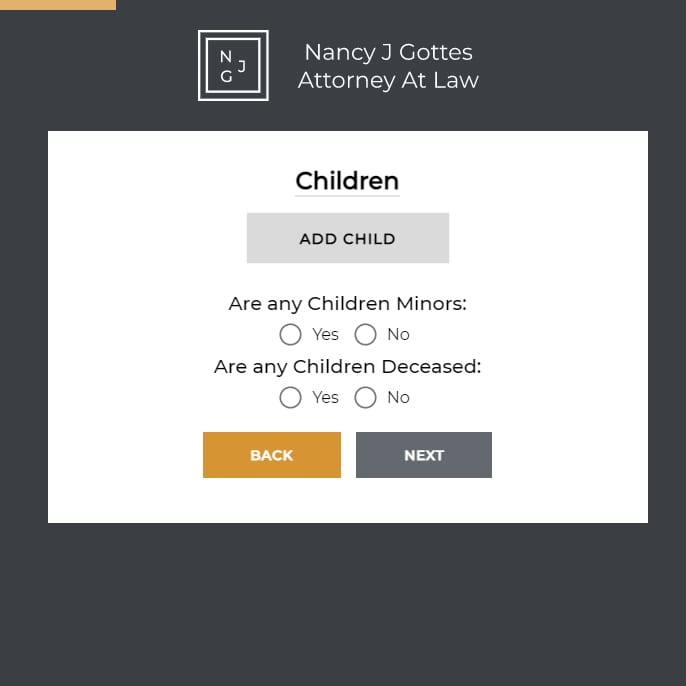 N J
G
Nancy J Gottes
Attorney At Law
Children
ADD CHILD
Are any Children Minors:
Yes No
Are any Children Deceased:
Yes No
BACK NEXT